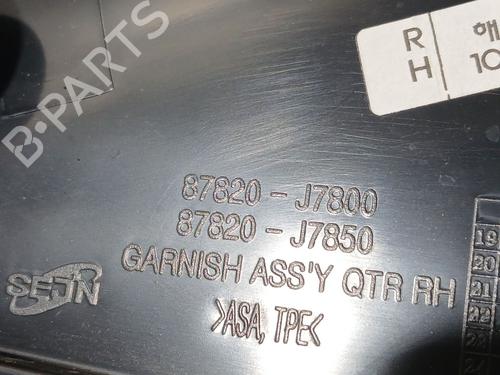 B-PARTS
R 해
H 10
87820-J7800
87820-J7850
GARNISH ASS'Y QTR RH
>ASA, TPE<
SEJIN
19
20
21
22